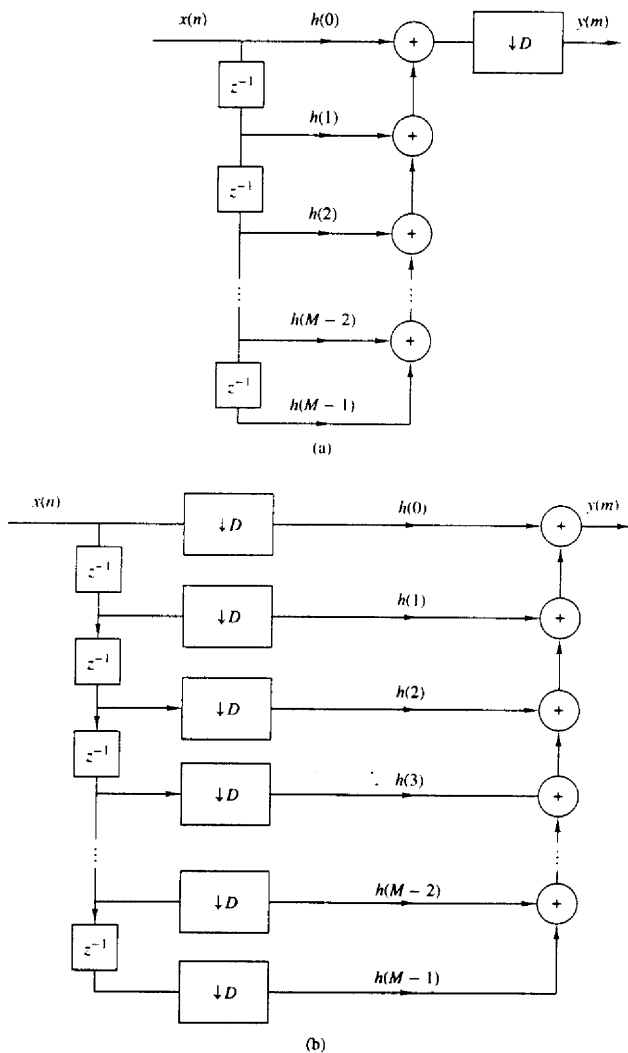 x(n) h(0) + ↓D y(m)
z⁻¹
h(1) +
z⁻¹
h(2) +
⋮ ⋮
h(M − 2) +
z⁻¹
h(M − 1)
(a)
x(n) ↓D h(0) + y(m)
z⁻¹
↓D h(1) +
z⁻¹
↓D h(2) +
z⁻¹
↓D h(3) +
⋮ ⋮
↓D h(M − 2) +
z⁻¹
↓D h(M − 1)
(b)